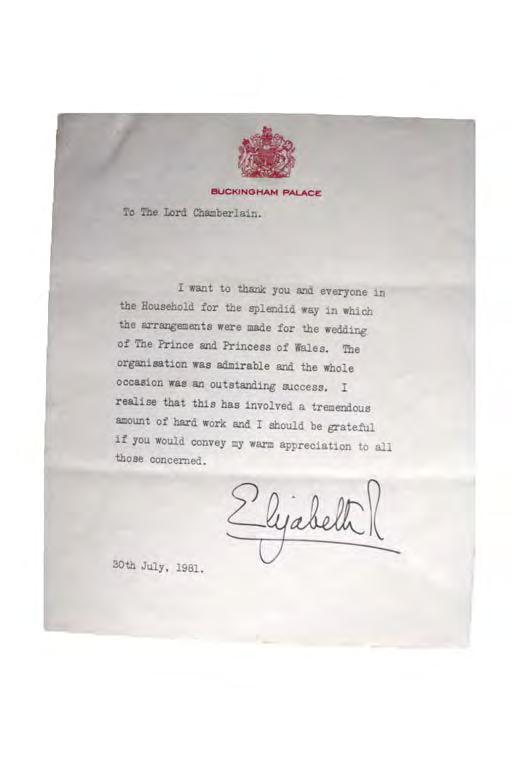 BUCKINGHAM PALACE
To The Lord Chamberlain.
I want to thank you and everyone in
the Household for the splendid way in which
the arrangements were made for the wedding
of The Prince and Princess of Wales. The
organisation was admirable and the whole
occasion was an outstanding success. I
realise that this has involved a tremendous
amount of hard work and I should be grateful
if you would convey my warm appreciation to all
those concerned.
Elizabeth R
30th July, 1981.